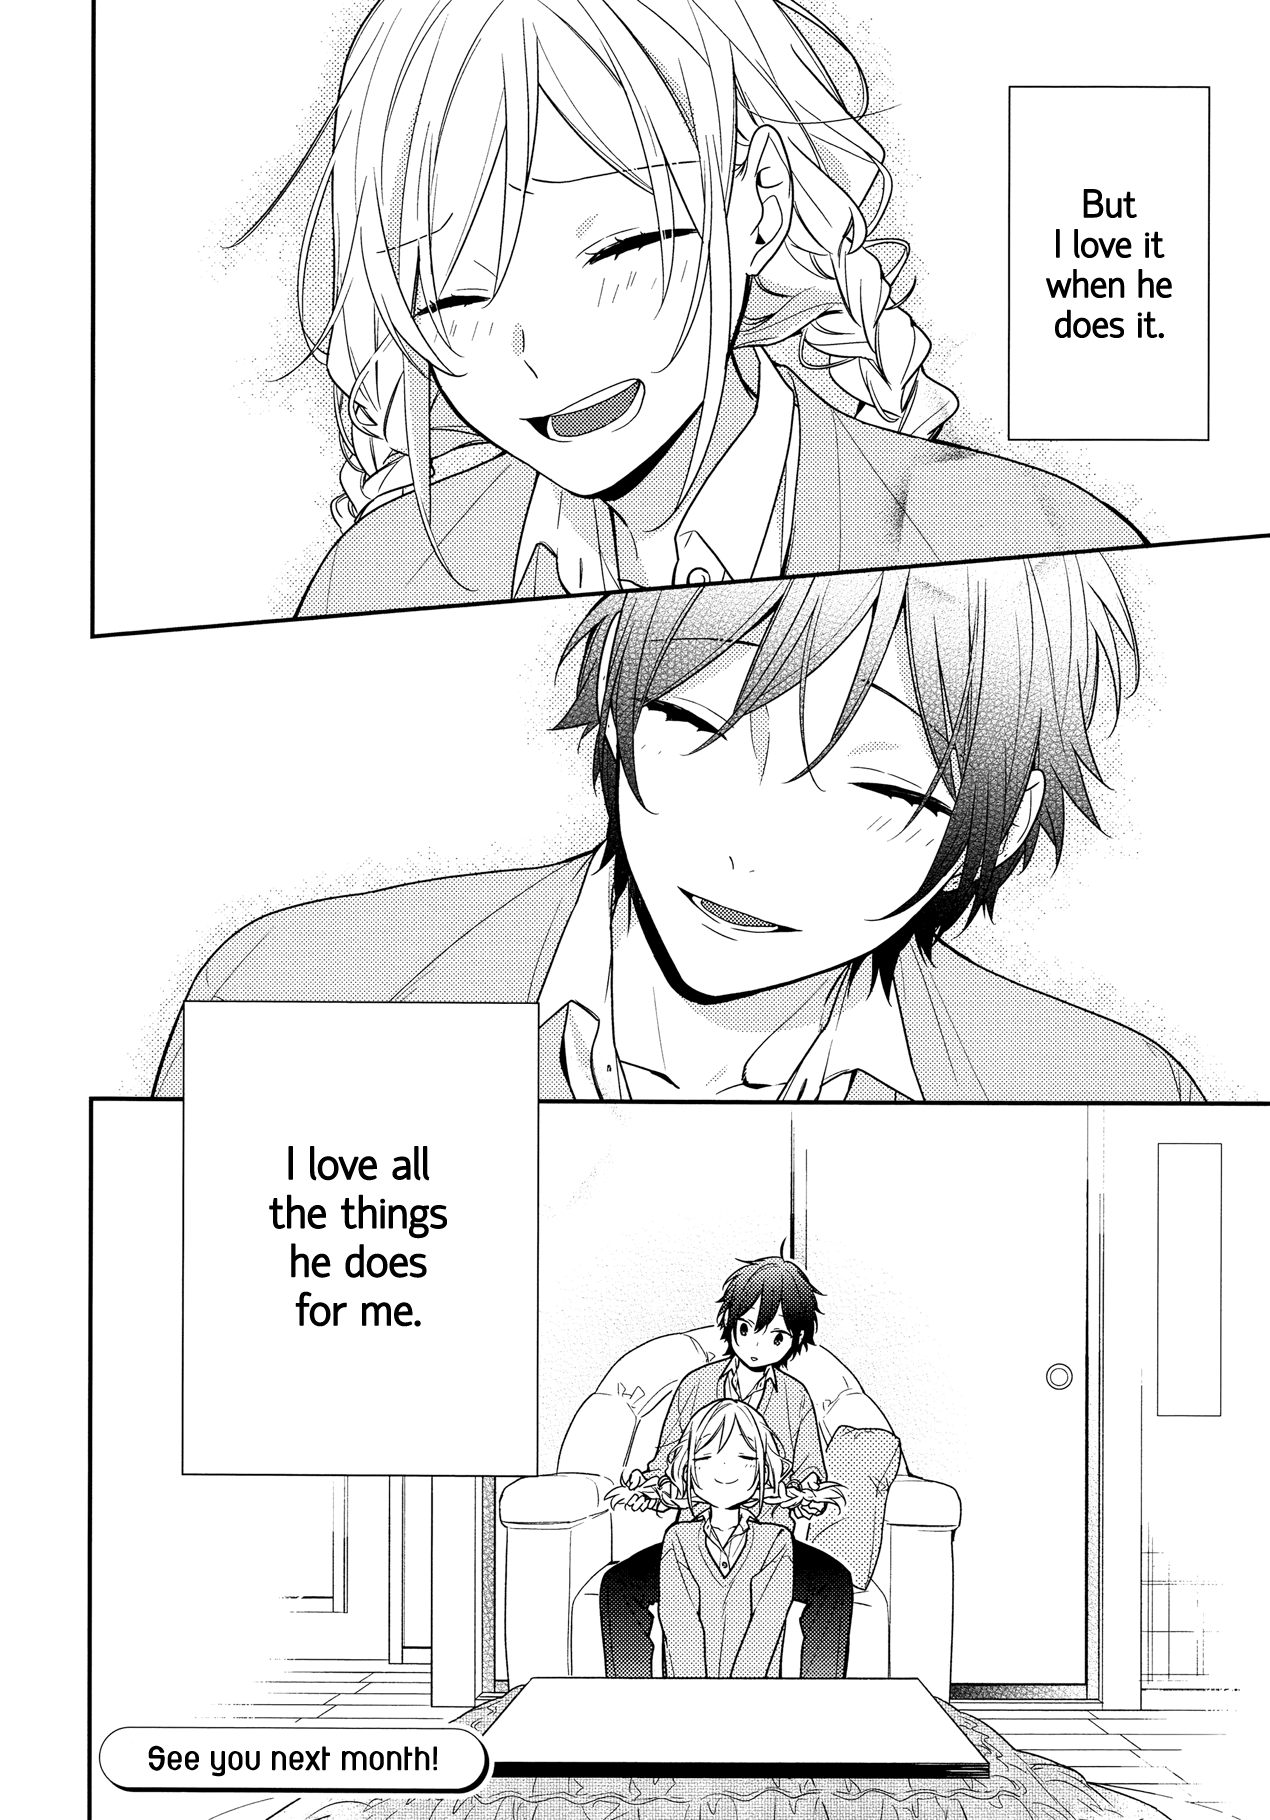 But
I love it
when he
does it.
I love all
the things
he does
for me.
See you next month!